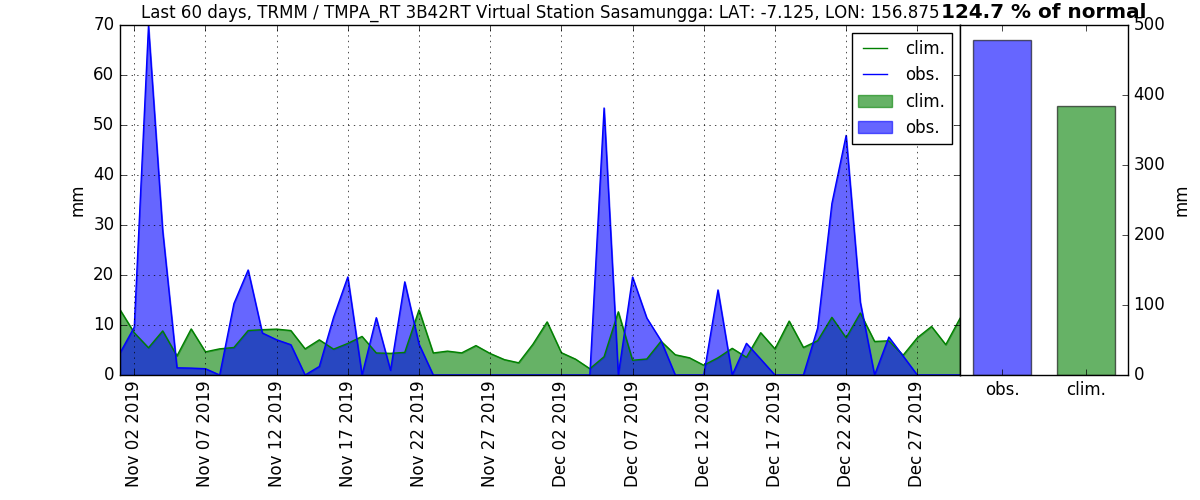 Last 60 days, TRMM / TMPA_RT 3B42RT Virtual Station Sasamungga: LAT: -7.125, LON: 156.875
124.7 % of normal
70
60
50
40
30
20
10
0
mm
clim.
obs.
clim.
obs.
Nov 02 2019
Nov 07 2019
Nov 12 2019
Nov 17 2019
Nov 22 2019
Nov 27 2019
Dec 02 2019
Dec 07 2019
Dec 12 2019
Dec 17 2019
Dec 22 2019
Dec 27 2019
500
400
300
200
100
0
mm
obs.
clim.